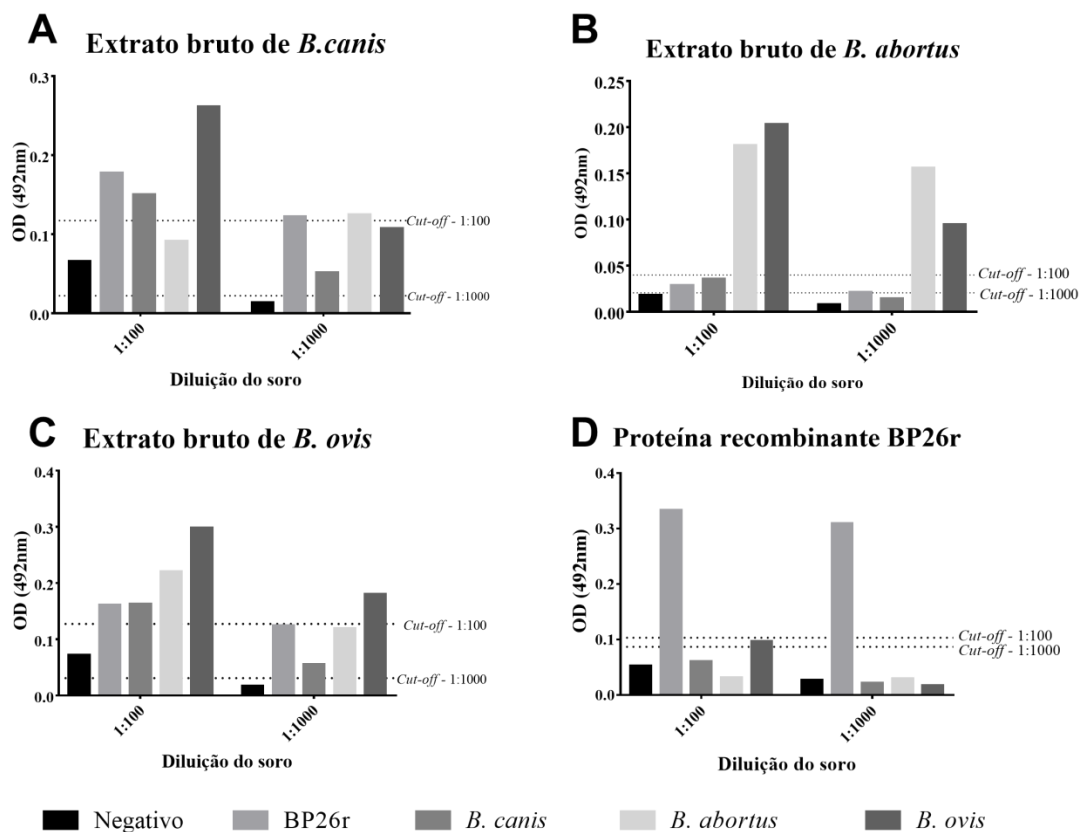 A Extrato bruto de B.canis
OD (492nm)
0.3
0.2
0.1
0.0
Cut-off - 1:100
Cut-off - 1:1000
1:100
1:1000
Diluição do soro
B Extrato bruto de B. abortus
OD (492nm)
0.25
0.20
0.15
0.10
0.05
0.00
Cut-off - 1:100
Cut-off - 1:1000
1:100
1:1000
Diluição do soro
C Extrato bruto de B. ovis
OD (492nm)
0.4
0.3
0.2
0.1
0.0
Cut-off - 1:100
Cut-off - 1:1000
1:100
1:1000
Diluição do soro
D Proteína recombinante BP26r
OD (492nm)
0.4
0.3
0.2
0.1
0.0
Cut-off - 1:100
Cut-off - 1:1000
1:100
1:1000
Diluição do soro
Negativo BP26r B. canis B. abortus B. ovis